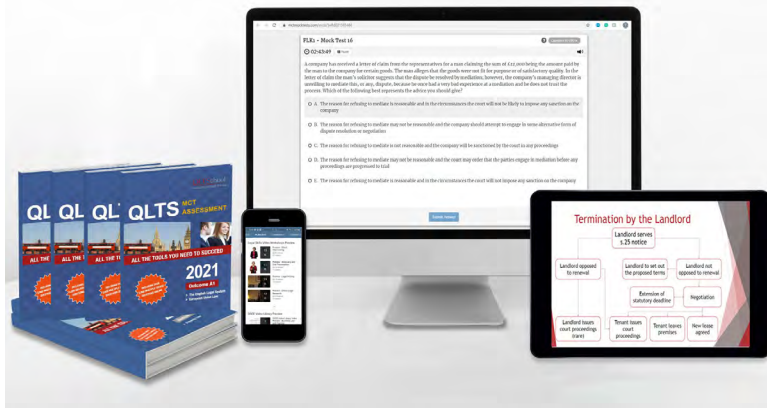 FLK1 - Mock Test 16
02:43:49
A company has received a letter of claim from the representatives for a man claiming the sum of £12,000 being the amount paid by
the man to the company for certain goods. The man alleges that the goods were not fit for purpose or of satisfactory quality. In the
letter of claim the man's solicitor suggests that the dispute be resolved by mediation; however, the company's managing director is
unwilling to mediate this, or any, dispute, because he once had a very bad experience at a mediation and he does not trust the
process. Which of the following best represents the advice you should give?
A. The reason for refusing to mediate is reasonable and in the circumstances the court will not be likely to impose any sanction on the
company
B. The reason for refusing to mediate may not be reasonable and the company should attempt to engage in some alternative form of
dispute resolution or negotiation
C. The reason for refusing to mediate is not reasonable and the company will be sanctioned by the court in any proceedings
D. The reason for refusing to mediate may not be reasonable and the court may order that the parties engage in mediation before any
proceedings are progressed to trial
E. The reason for refusing to mediate is reasonable and in the circumstances the court will not impose any sanction on the company
QL
QL
QL
QLTS MCT
ASSESSMENT
ALL THE
ALL THE
ALL THE
ALL THE TOOLS YOU NEED TO SUCCEED
2021
Outcome A1
Termination by the Landlord
Landlord serves
s.25 notice
Landlord opposed
to renewal
Landlord to set out
the proposed terms
Landlord not
opposed to renewal
Extension of
statutory deadline
Negotiation
Landlord issues
court proceedings
(rare)
Tenant issues
court
proceedings
Tenant leaves
premises
New lease
agreed